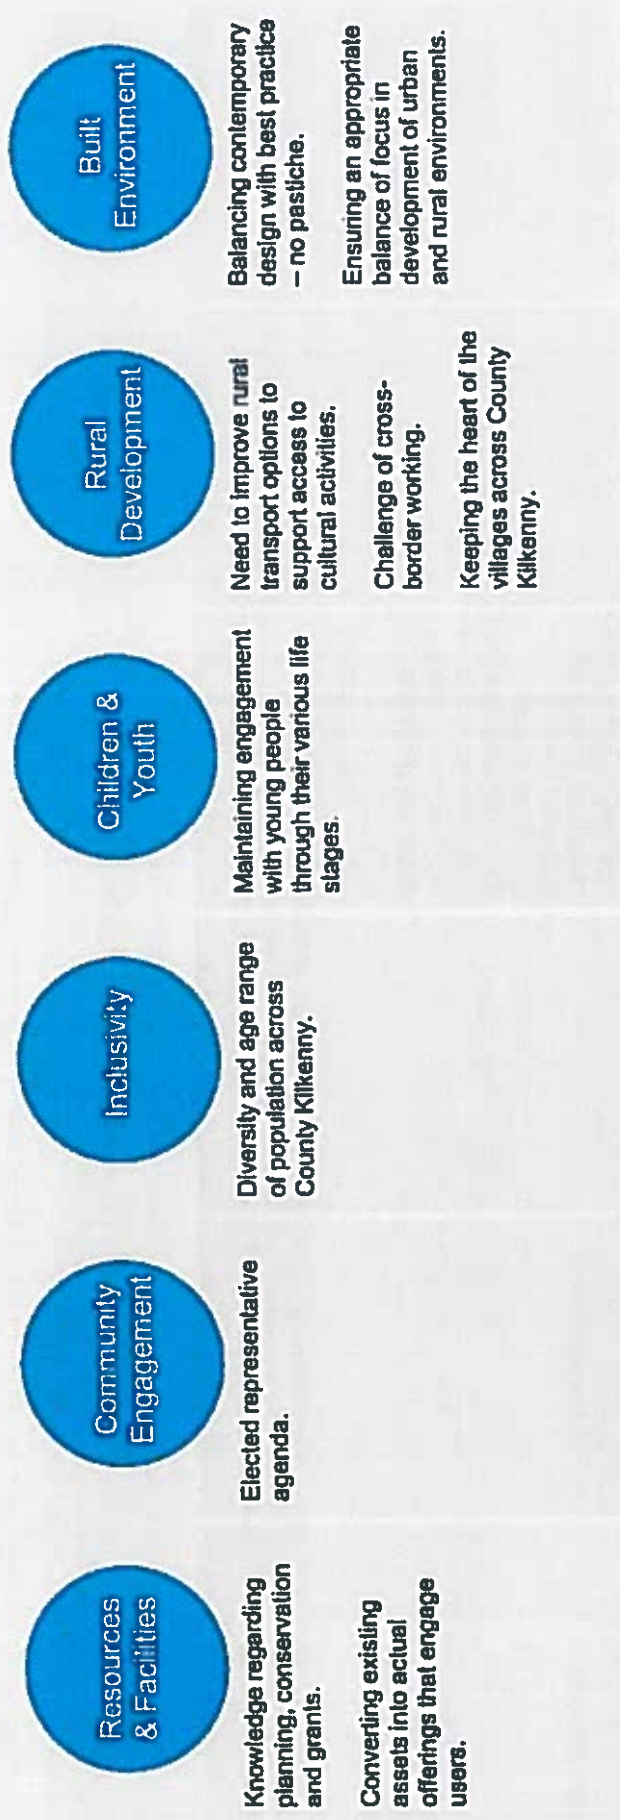 Resources
& Facilities
Knowledge regarding
planning, conservation
and grants.
Converting existing
assets into actual
offerings that engage
users.
Community
Engagement
Elected representative
agenda.
Inclusivity
Diversity and age range
of population across
County Kilkenny.
Children &
Youth
Maintaining engagement
with young people
through their various life
stages.
Rural
Development
Need to improve rural
transport options to
support access to
cultural activities.
Challenge of cross-
border working.
Keeping the heart of the
villages across County
Kilkenny.
Built
Environment
Balancing contemporary
design with best practice
– no pastiche.
Ensuring an appropriate
balance of focus in
development of urban
and rural environments.